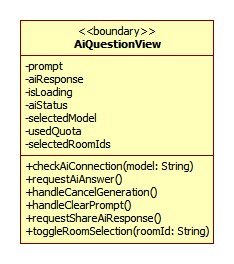 <<boundary>>
AiQuestionView
-prompt
-aiResponse
-isLoading
-aiStatus
-selectedModel
-usedQuota
-selectedRoomIds
+checkAiConnection(model: String)
+requestAiAnswer()
+handleCancelGeneration()
+handleClearPrompt()
+requestShareAiResponse()
+toggleRoomSelection(roomId: String)